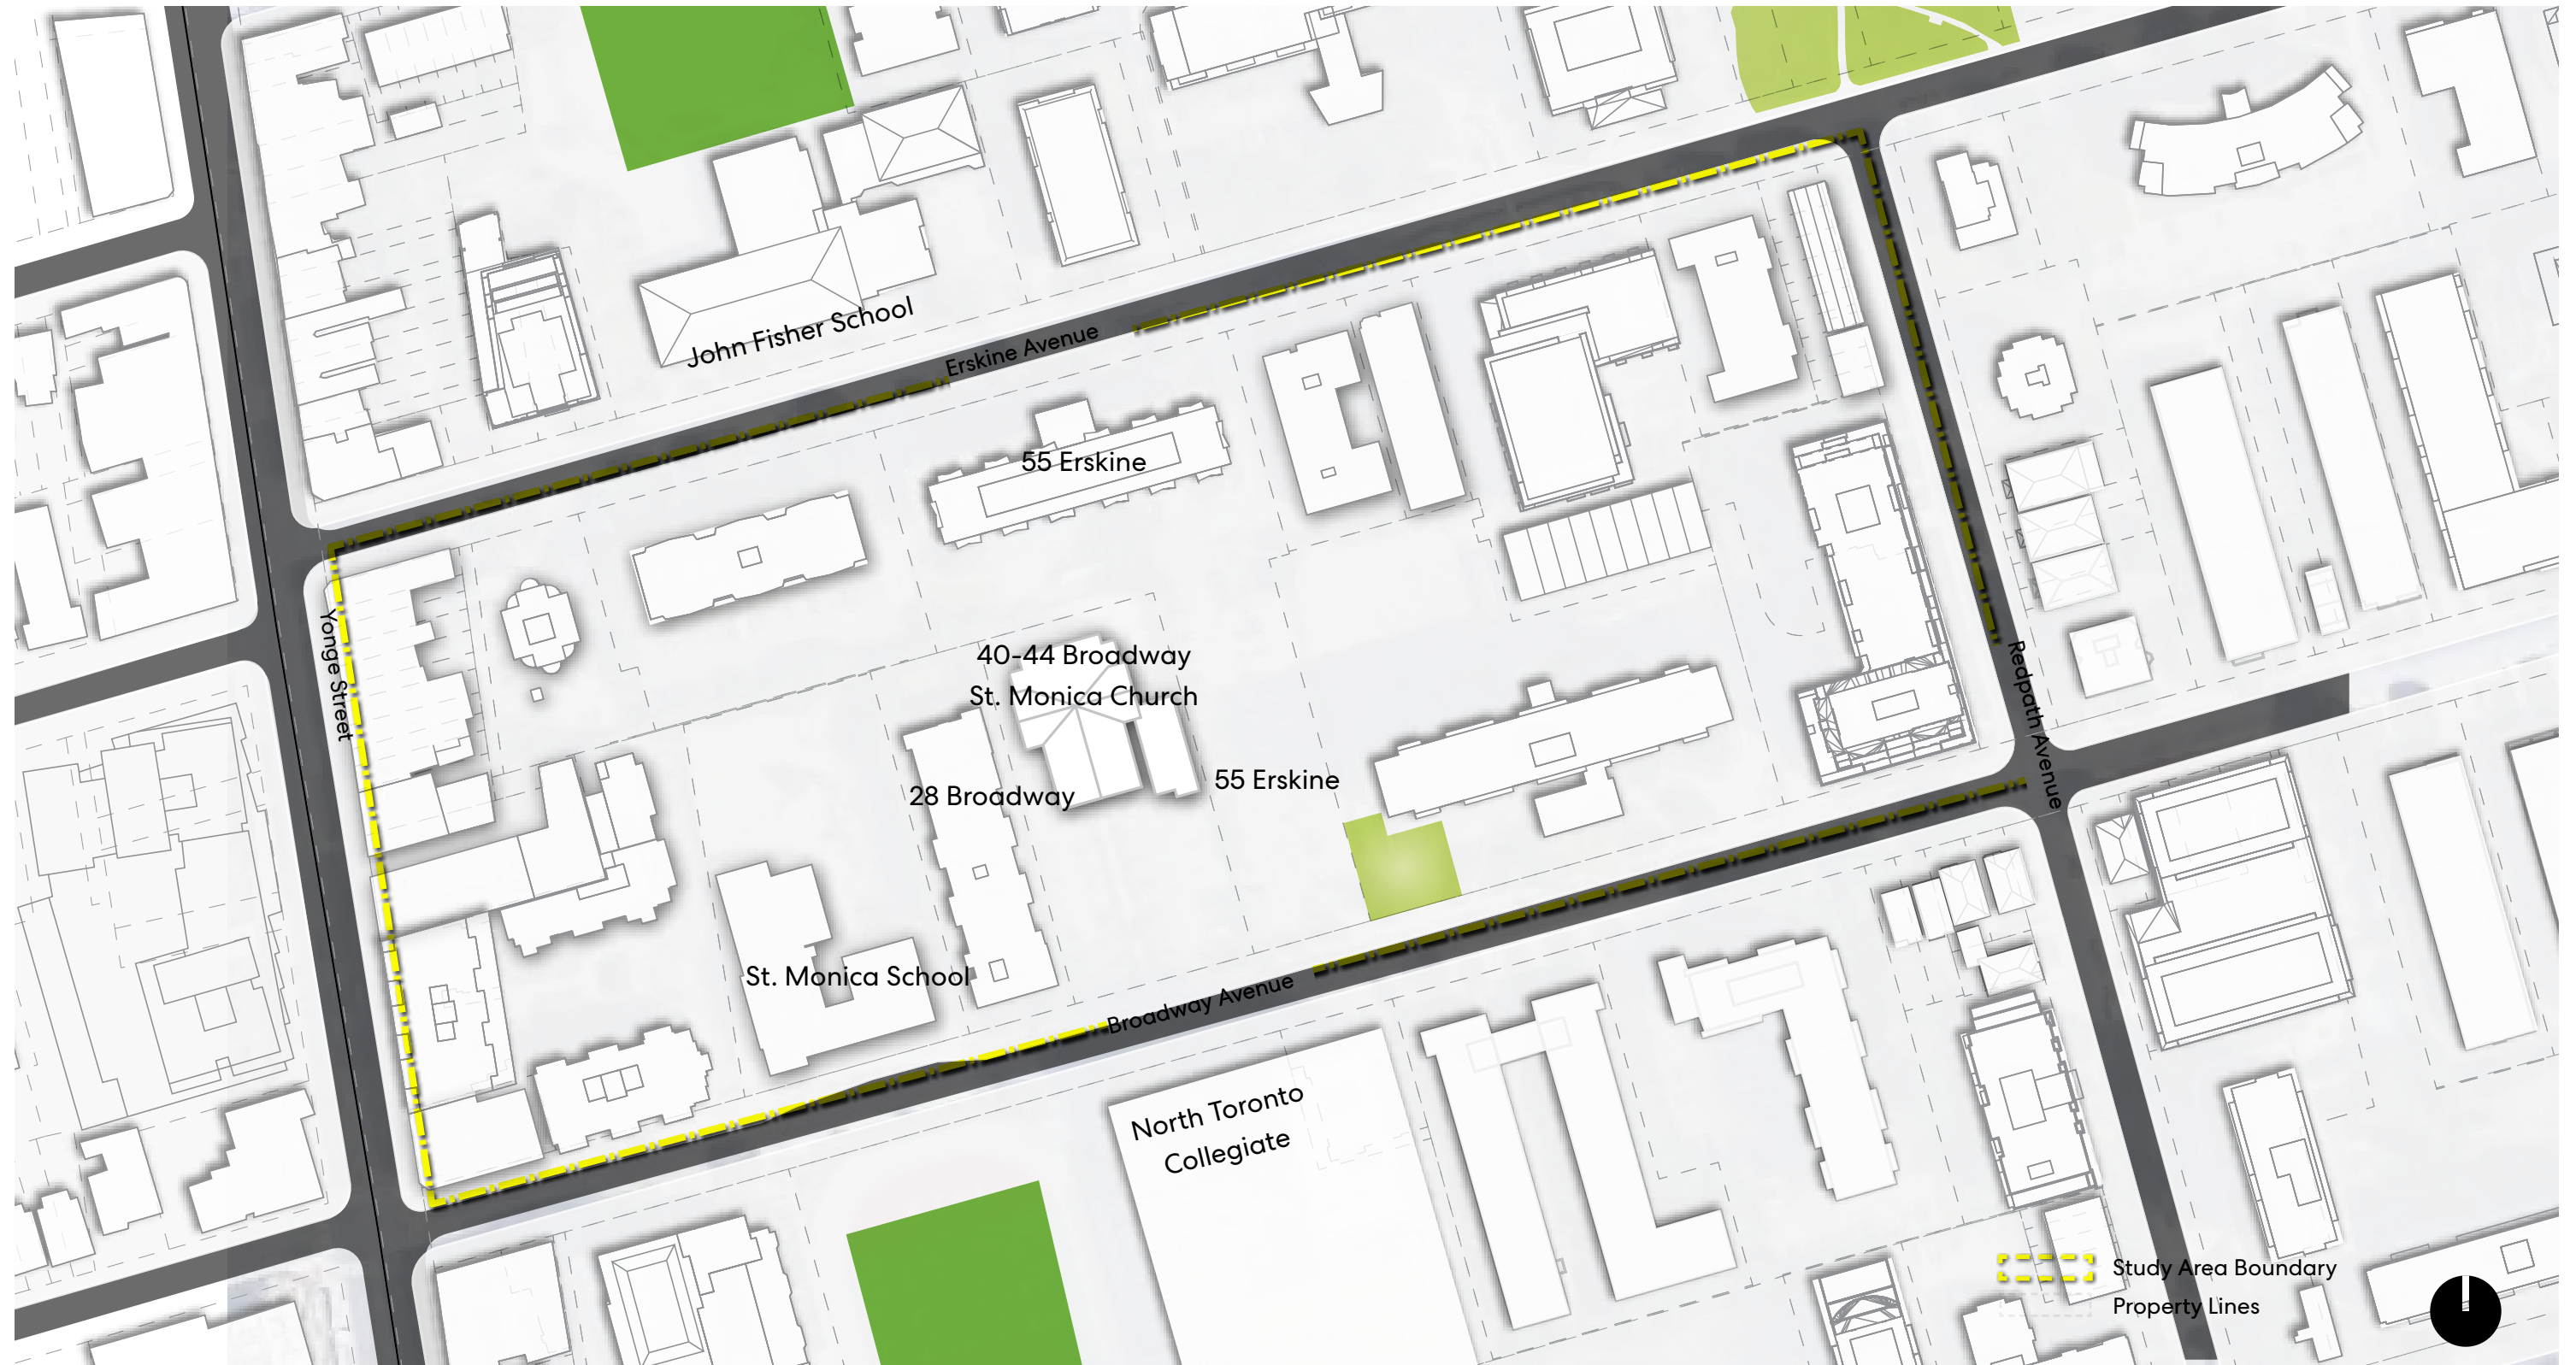 John Fisher School
Erskine Avenue
55 Erskine
Yonge Street
40-44 Broadway
St. Monica Church
Redpath Avenue
55 Erskine
28 Broadway
St. Monica School
Broadway Avenue
North Toronto
Collegiate
Study Area Boundary
Property Lines